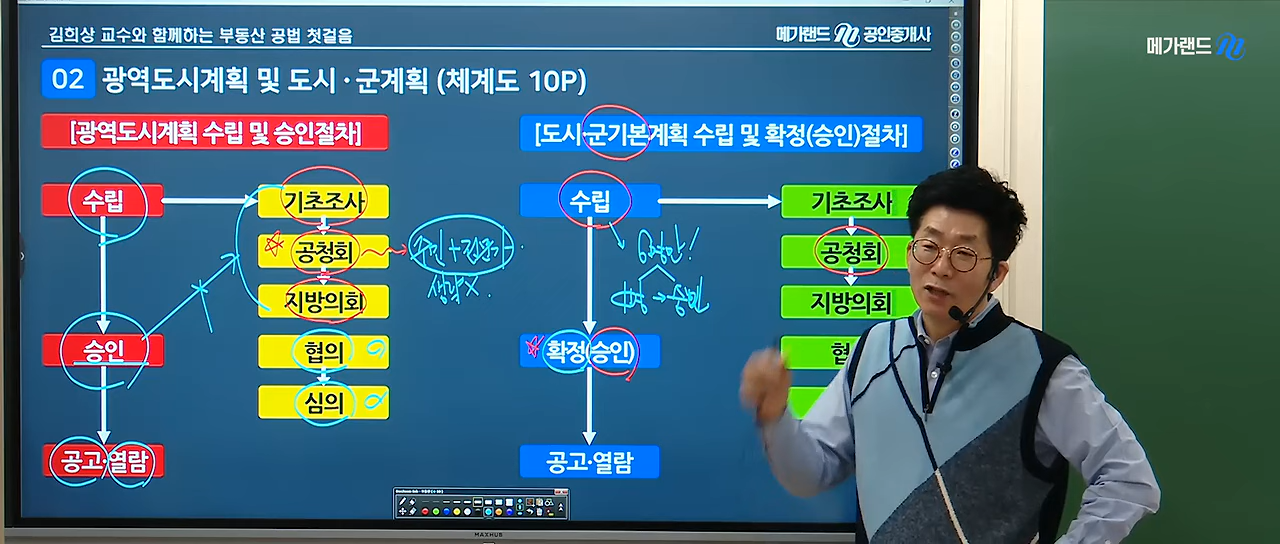 김희상 교수와 함께하는 부동산 공법 첫걸음
메가랜드 공인중개사
메가랜드
02 광역도시계획 및 도시·군계획 (체계도 10P)
[광역도시계획 수립 및 승인절차]
[도시·군기본계획 수립 및 확정(승인)절차]
수립
기초조사
공청회
주민+전문가
생략X
지방의회
승인
협의
심의
공고·열람
수립
기초조사
공청회
지방의회
확정(승인)
협
공고·열람
MAXHUB